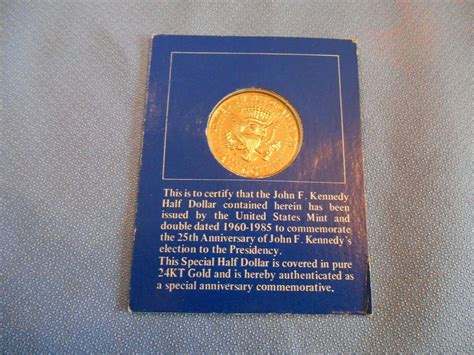 This is to certify that the John F. Kennedy
Half Dollar contained herein has been
issued by the United States Mint and
double dated 1960-1985 to commemorate
the 25th Anniversary of John F. Kennedy's
election to the Presidency.
This Special Half Dollar is covered in pure
24KT Gold and is hereby authenticated as
a special anniversary commemorative.